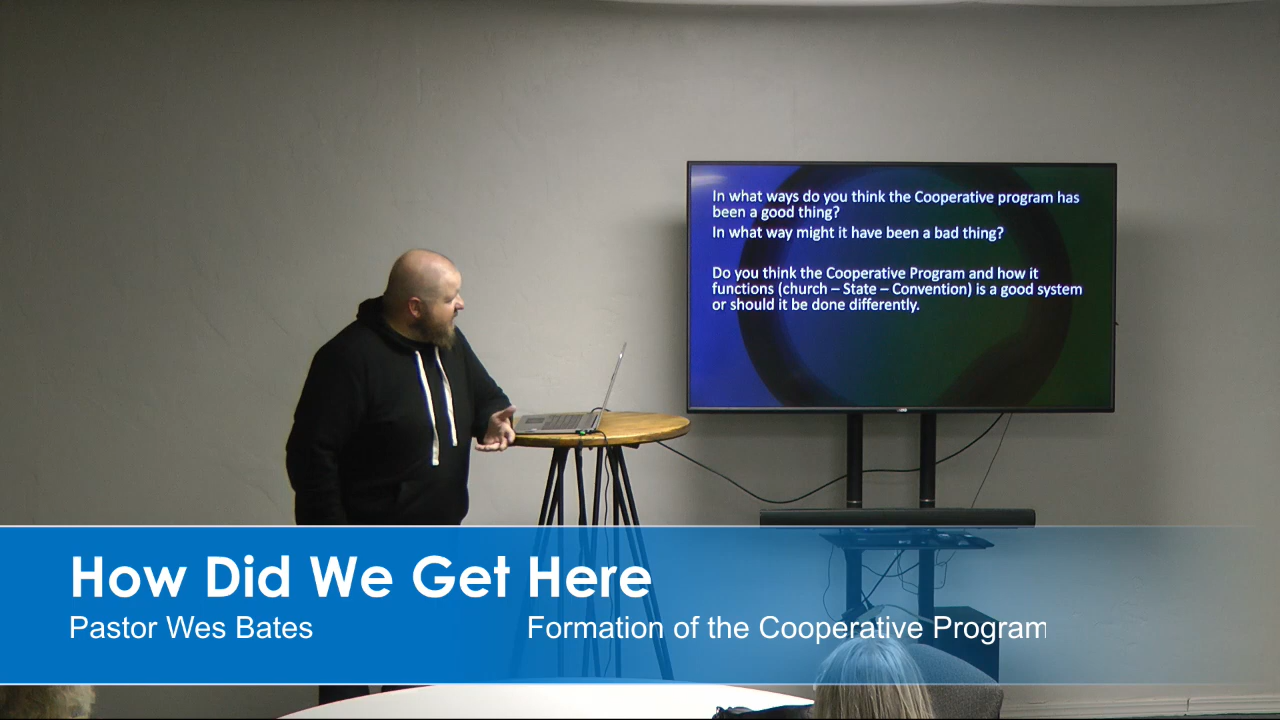 In what ways do you think the Cooperative program has
been a good thing?
In what way might it have been a bad thing?
Do you think the Cooperative Program and how it
functions (church – State – Convention) is a good system
or should it be done differently.
How Did We Get Here
Pastor Wes Bates
Formation of the Cooperative Program